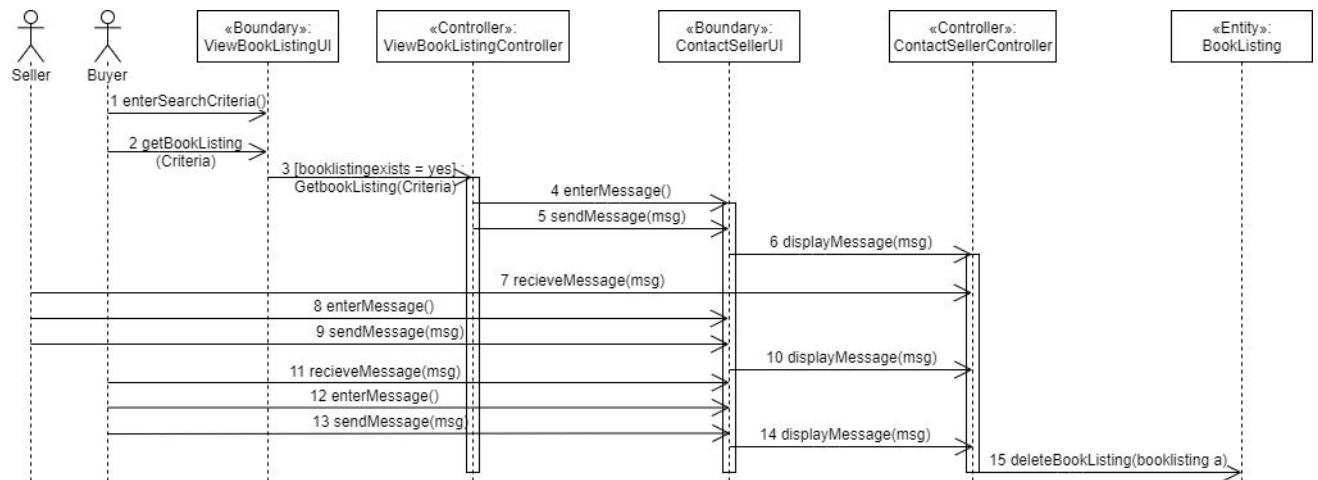 Seller
Buyer
«Boundary»:
ViewBookListingUI
«Controller»:
ViewBookListingController
«Boundary»:
ContactSellerUI
«Controller»:
ContactSellerController
«Entity»:
BookListing
1 enterSearchCriteria()
2 getBookListing
(Criteria)
3 [booklistingexists = yes] :
GetbookListing(Criteria)
4 enterMessage()
5 sendMessage(msg)
6 displayMessage(msg)
7 recieveMessage(msg)
8 enterMessage()
9 sendMessage(msg)
10 displayMessage(msg)
11 recieveMessage(msg)
12 enterMessage()
13 sendMessage(msg)
14 displayMessage(msg)
15 deleteBookListing(booklisting a)